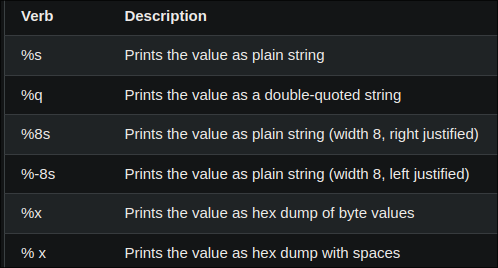 Verb Description
%s Prints the value as plain string
%q Prints the value as a double-quoted string
%8s Prints the value as plain string (width 8, right justified)
%-8s Prints the value as plain string (width 8, left justified)
%x Prints the value as hex dump of byte values
% x Prints the value as hex dump with spaces